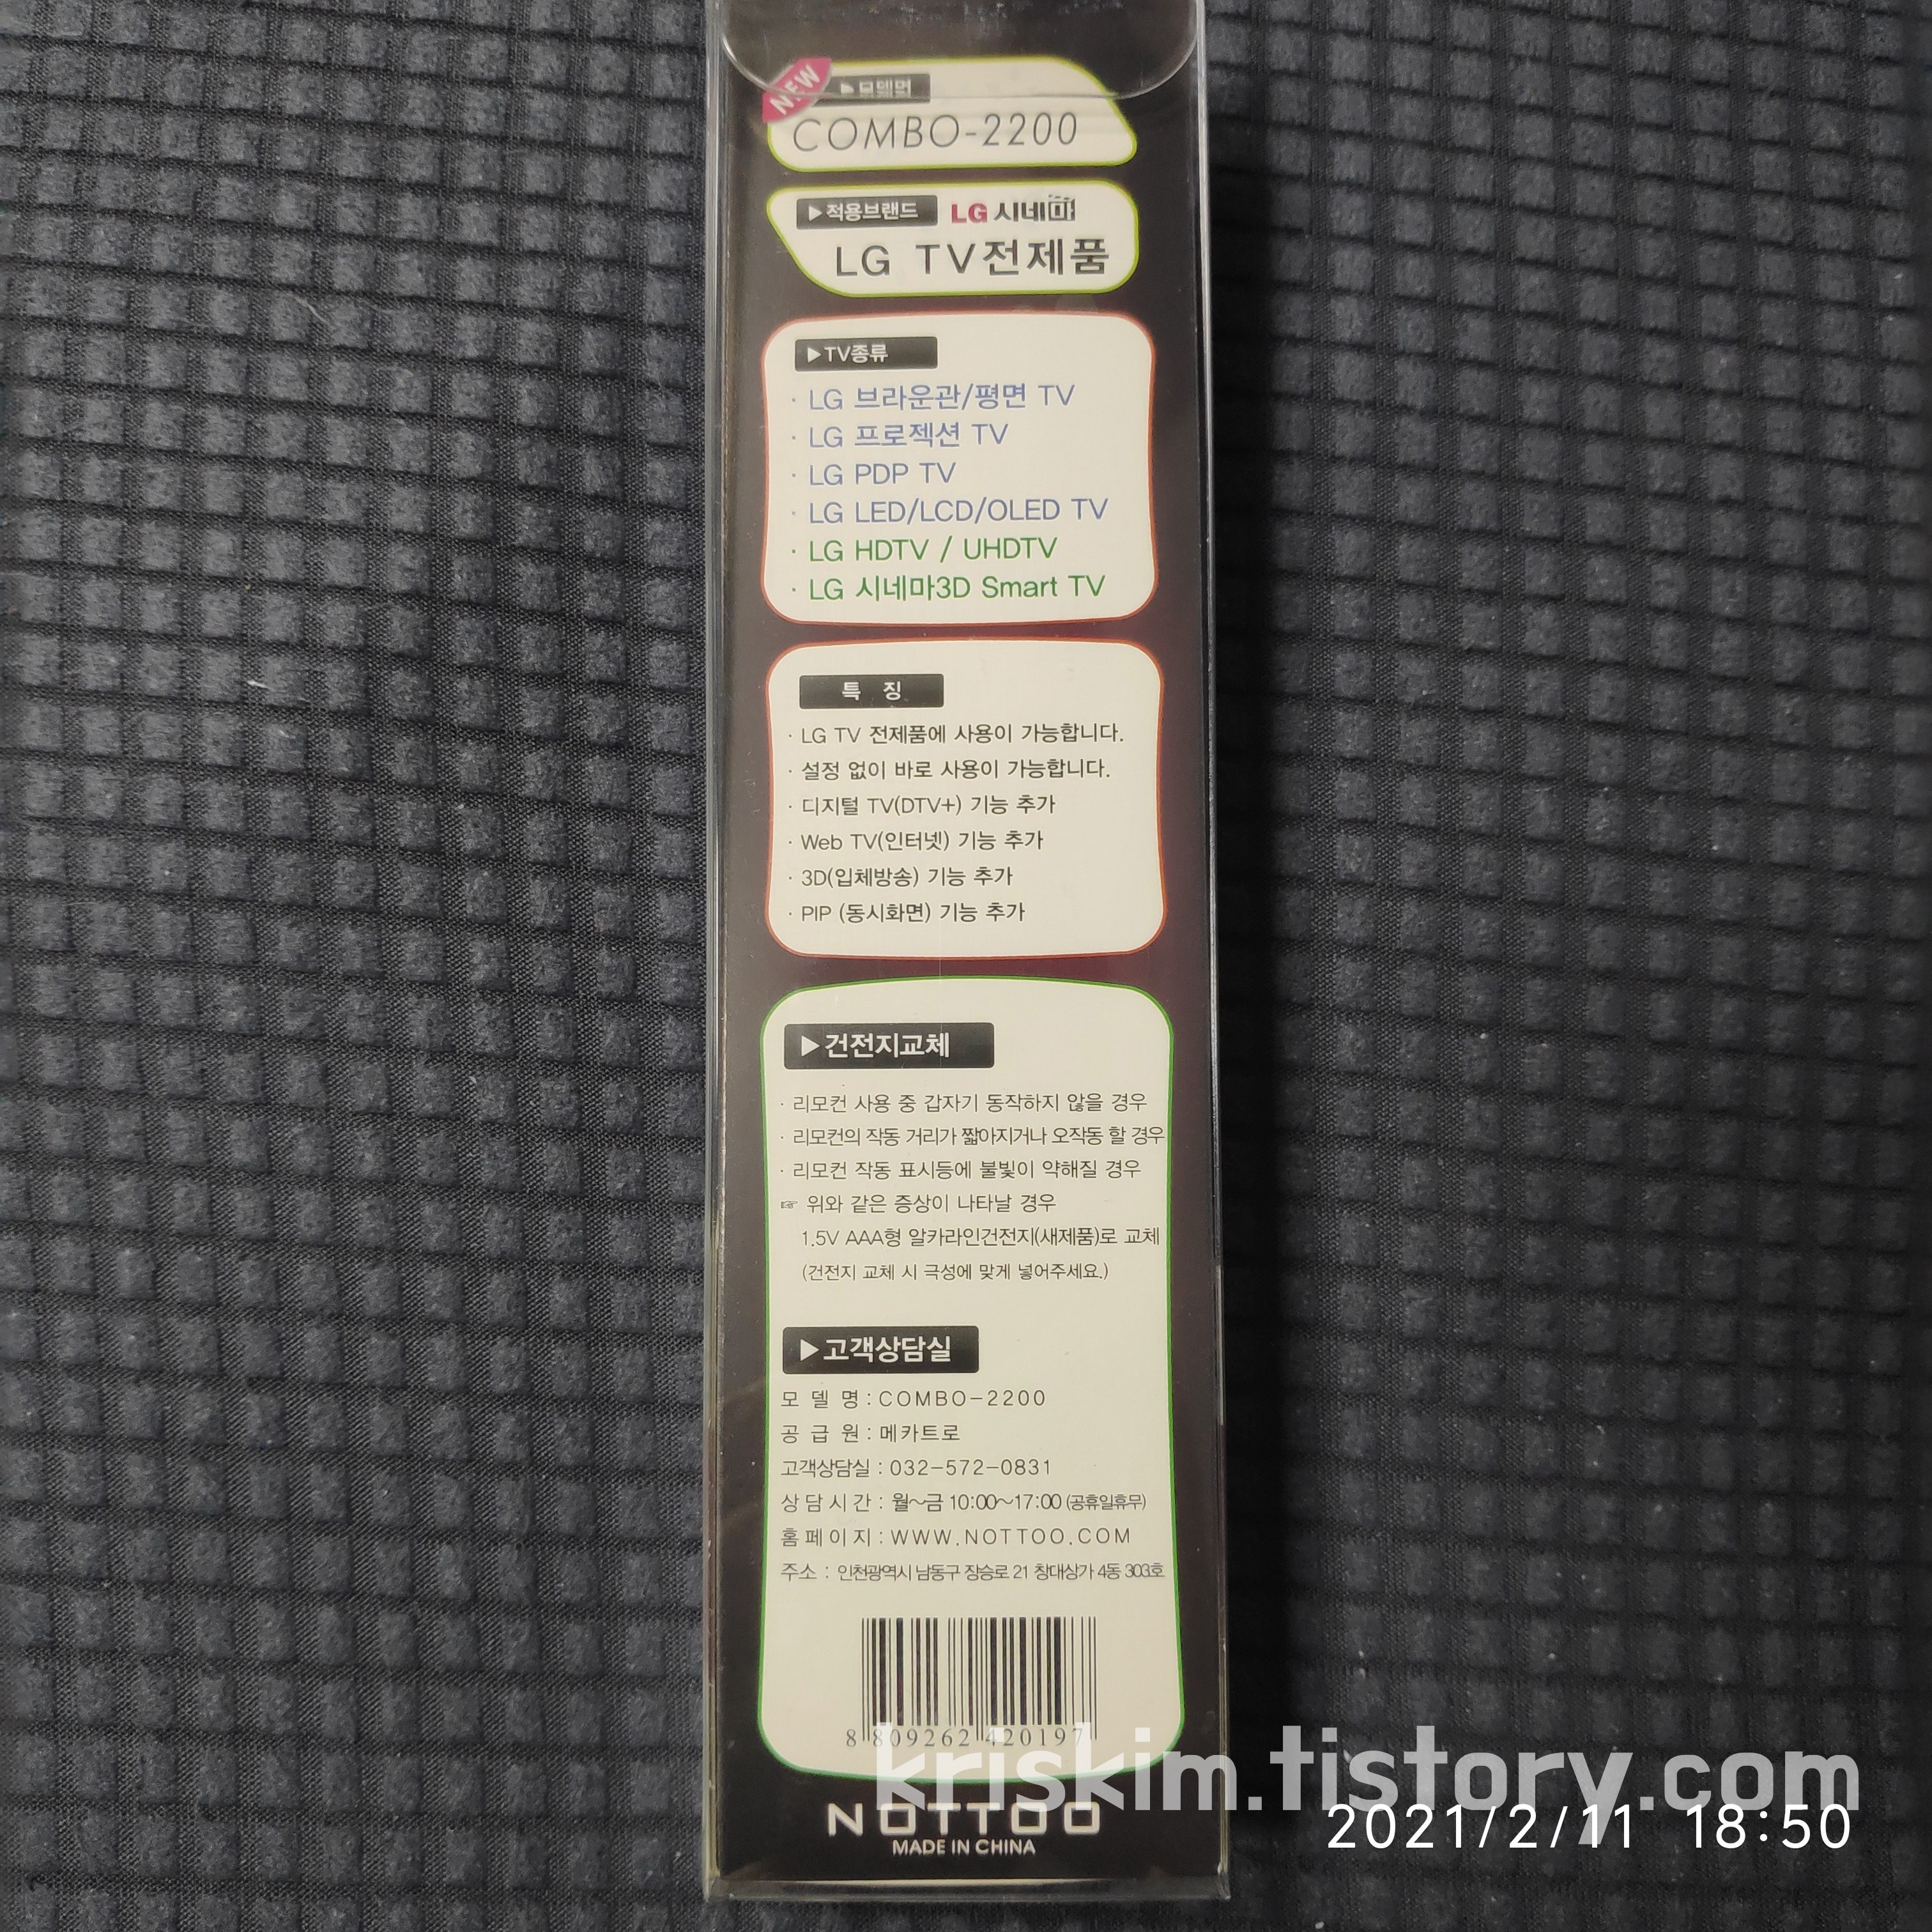 NEW
▶모델명
COMBO-2200
▶적용브랜드 LG 시네마
LG TV전제품
▶TV종류
· LG 브라운관/평면 TV
· LG 프로젝션 TV
· LG PDP TV
· LG LED/LCD/OLED TV
· LG HDTV / UHDTV
· LG 시네마3D Smart TV
특 징
· LG TV 전제품에 사용이 가능합니다.
· 설정 없이 바로 사용이 가능합니다.
· 디지털 TV(DTV+) 기능 추가
· Web TV(인터넷) 기능 추가
· 3D(입체방송) 기능 추가
· PIP (동시화면) 기능 추가
▶건전지교체
· 리모컨 사용 중 갑자기 동작하지 않을 경우
· 리모컨의 작동 거리가 짧아지거나 오작동 할 경우
· 리모컨 작동 표시등에 불빛이 약해질 경우
☞ 위와 같은 증상이 나타날 경우
1.5V AAA형 알카라인건전지(새제품)로 교체
(건전지 교체 시 극성에 맞게 넣어주세요.)
▶고객상담실
모 델 명 : COMBO-2200
공 급 원 : 메카트로
고객상담실 : 032-572-0831
상 담 시 간 : 월~금 10:00~17:00 (공휴일휴무)
홈 페 이 지 : WWW.NOTTOO.COM
주소 : 인천광역시 남동구 장승로 21 창대상가 4동 303호
8 809262 420197
kriskim.tistory.com
NOTTOO
MADE IN CHINA
2021/2/11 18:50